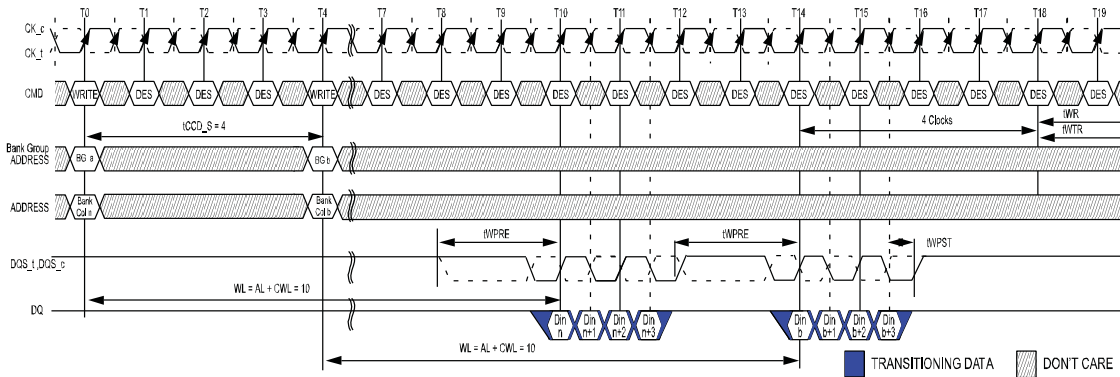 T0 T1 T2 T3 T4 T7 T8 T9 T10 T11 T12 T13 T14 T15 T16 T17 T18 T19
CK_c
CK_t
CMD WRITE DES DES DES WRITE DES DES DES DES DES DES DES DES DES DES DES DES DES
tCCD_S = 4
4 Clocks
tWR
tWTR
Bank Group
ADDRESS
BG a
BG b
ADDRESS
Bank
Col n
Bank
Col b
tWPRE
tWPRE
tWPST
DQS_t ,DQS_c
WL = AL + CWL = 10
DQ
Din
n
Din
n+1
Din
n+2
Din
n+3
Din
b
Din
b+1
Din
b+2
Din
b+3
WL = AL + CWL = 10
TRANSITIONING DATA
DON'T CARE